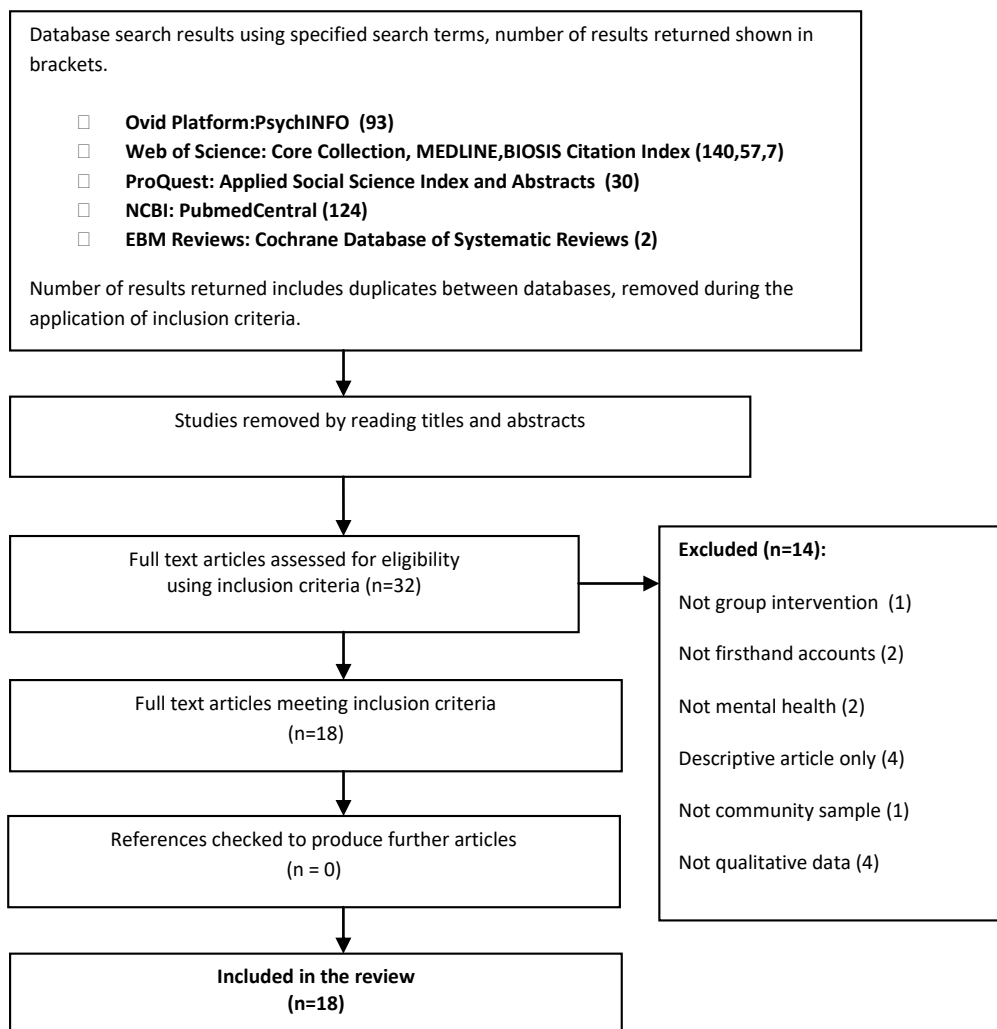 Database search results using specified search terms, number of results returned shown in
brackets.
Ovid Platform:PsychINFO (93)
Web of Science: Core Collection, MEDLINE,BIOSIS Citation Index (140,57,7)
ProQuest: Applied Social Science Index and Abstracts (30)
NCBI: PubmedCentral (124)
EBM Reviews: Cochrane Database of Systematic Reviews (2)
Number of results returned includes duplicates between databases, removed during the
application of inclusion criteria.
Studies removed by reading titles and abstracts
Full text articles assessed for eligibility
using inclusion criteria (n=32)
Excluded (n=14):
Not group intervention (1)
Not firsthand accounts (2)
Not mental health (2)
Descriptive article only (4)
Not community sample (1)
Not qualitative data (4)
Full text articles meeting inclusion criteria
(n=18)
References checked to produce further articles
(n = 0)
Included in the review
(n=18)